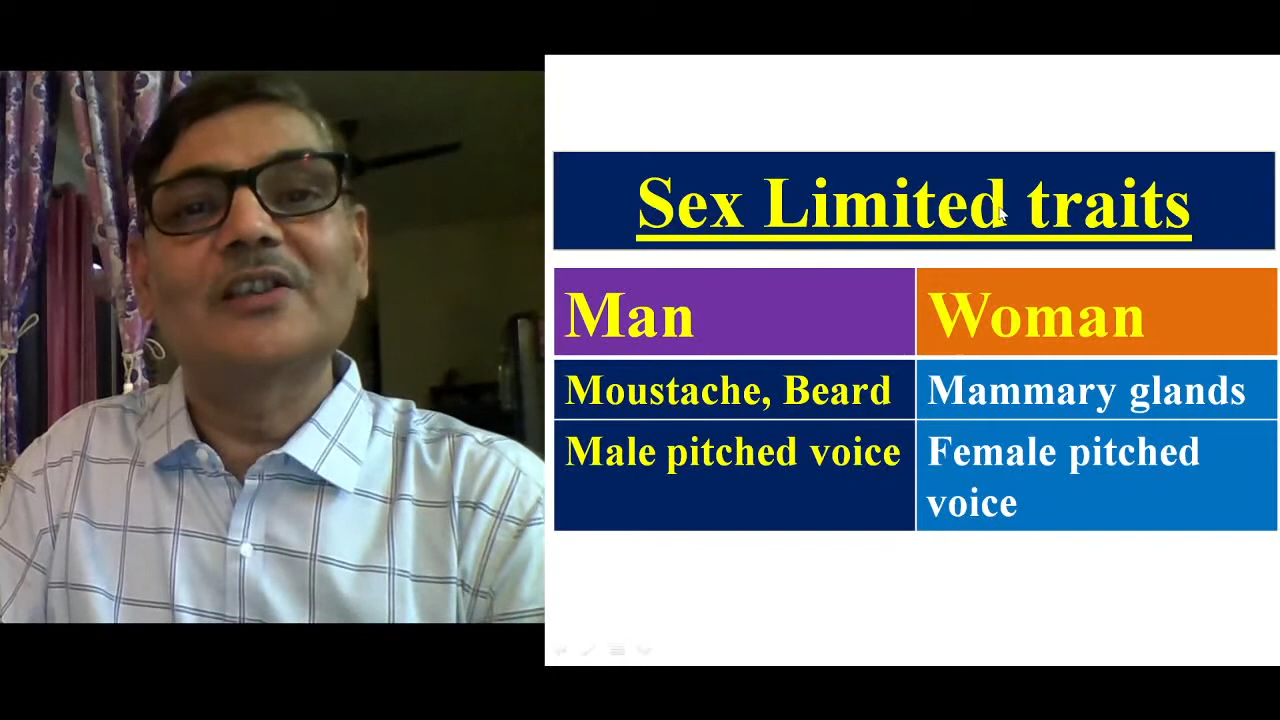 Sex Limited traits
Man Woman
Moustache, Beard Mammary glands
Male pitched voice Female pitched
voice